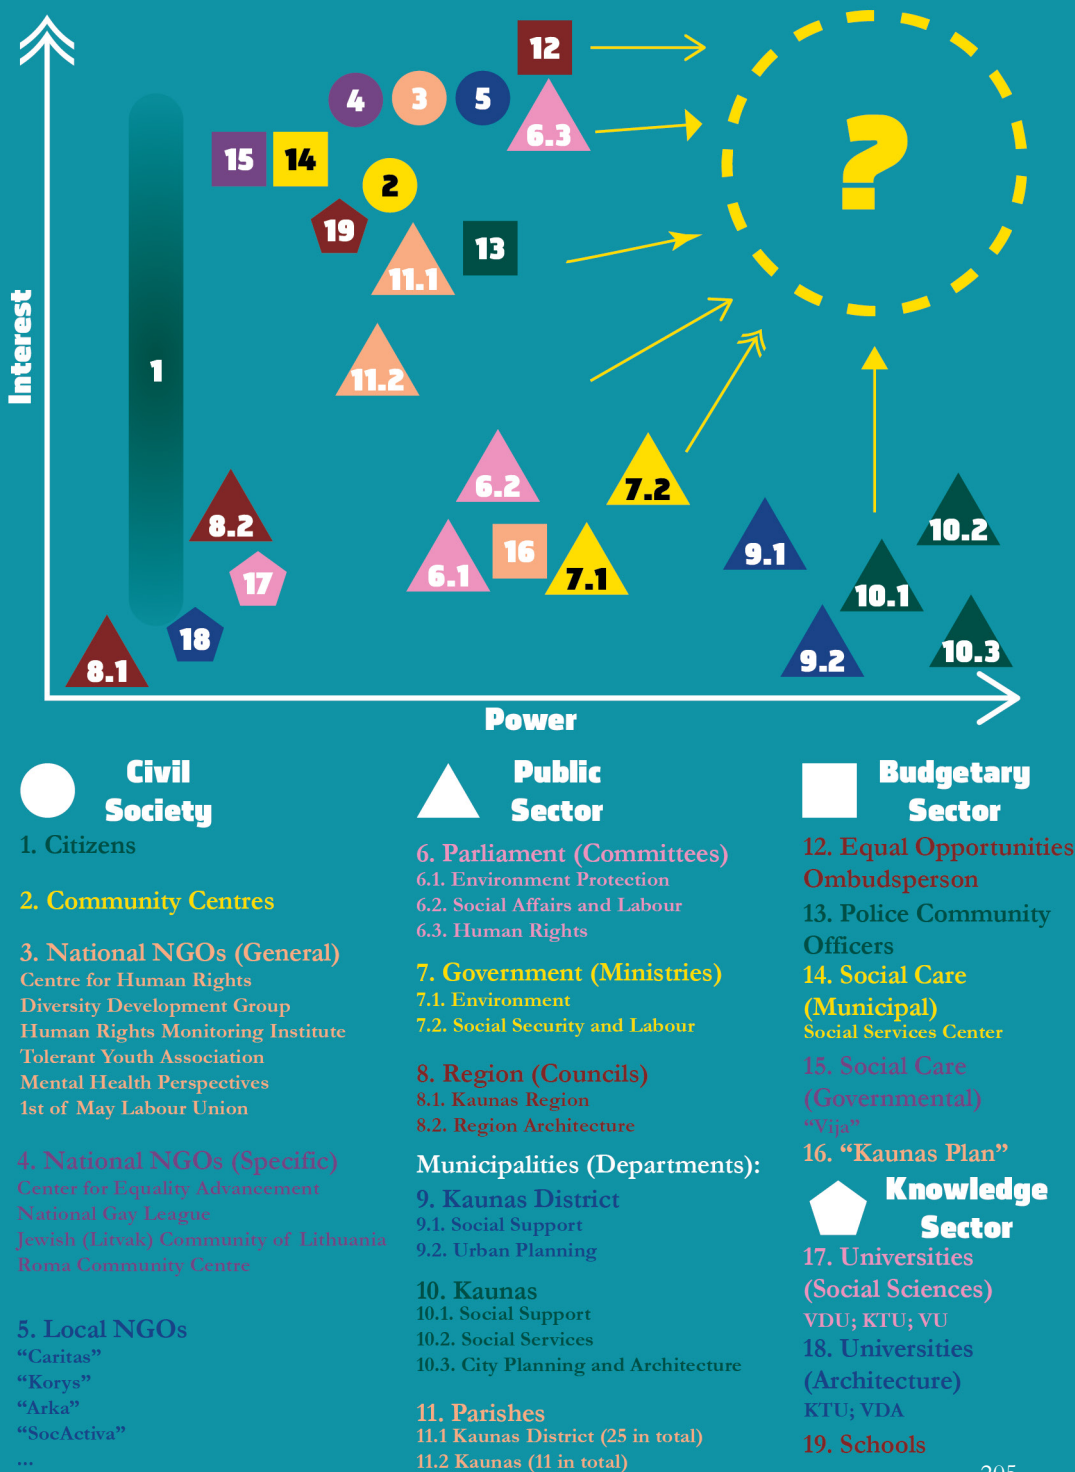 12
4
3
5
6.3
15
14
2
19
11.1
13
?
11.2
1
Interest
6.2
7.2
8.2
6.1
16
7.1
9.1
10.2
17
10.1
18
8.1
9.2
10.3
Power
Civil
Society
1. Citizens
2. Community Centres
3. National NGOs (General)
Centre for Human Rights
Diversity Development Group
Human Rights Monitoring Institute
Tolerant Youth Association
Mental Health Perspectives
1st of May Labour Union
4. National NGOs (Specific)
Center for Equality Advancement
National Gay League
Jewish (Litvak) Community of Lithuania
Roma Community Centre
5. Local NGOs
“Caritas”
“Korys”
“Arka”
“SocActiva”
...
Public
Sector
6. Parliament (Committees)
6.1. Environment Protection
6.2. Social Affairs and Labour
6.3. Human Rights
7. Government (Ministries)
7.1. Environment
7.2. Social Security and Labour
8. Region (Councils)
8.1. Kaunas Region
8.2. Region Architecture
Municipalities (Departments):
9. Kaunas District
9.1. Social Support
9.2. Urban Planning
10. Kaunas
10.1. Social Support
10.2. Social Services
10.3. City Planning and Architecture
11. Parishes
11.1 Kaunas District (25 in total)
11.2 Kaunas (11 in total)
Budgetary
Sector
12. Equal Opportunities
Ombudsperson
13. Police Community
Officers
14. Social Care
(Municipal)
Social Services Center
15. Social Care
(Governmental)
“Vija”
16. “Kaunas Plan”
Knowledge
Sector
17. Universities
(Social Sciences)
VDU; KTU; VU
18. Universities
(Architecture)
KTU; VDA
19. Schools